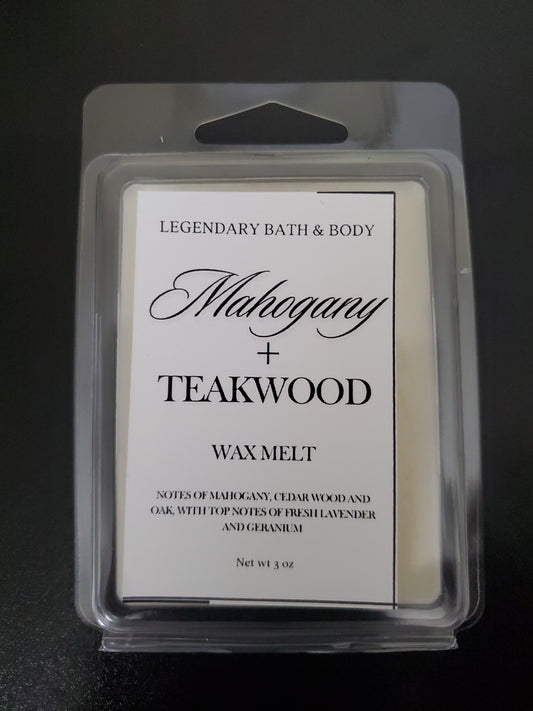 LEGENDARY BATH & BODY
Mahogany
+
TEAKWOOD
WAX MELT
NOTES OF MAHOGANY, CEDAR WOOD AND
OAK, WITH TOP NOTES OF FRESH LAVENDER
AND GERANIUM
Net wt 3 oz